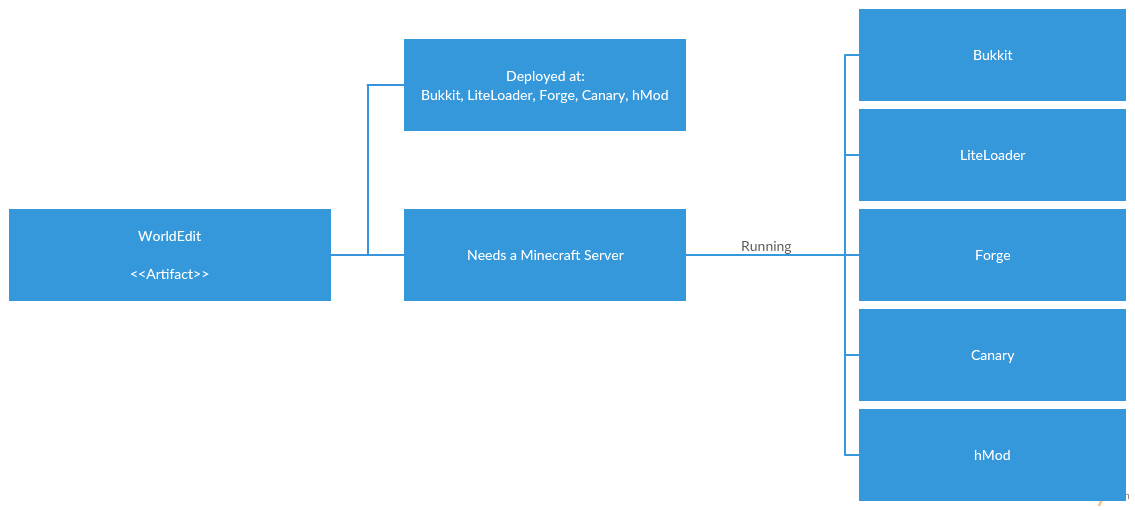 Bukkit
Deployed at:
Bukkit, LiteLoader, Forge, Canary, hMod
LiteLoader
WorldEdit
<<Artifact>>
Needs a Minecraft Server
Running
Forge
Canary
hMod